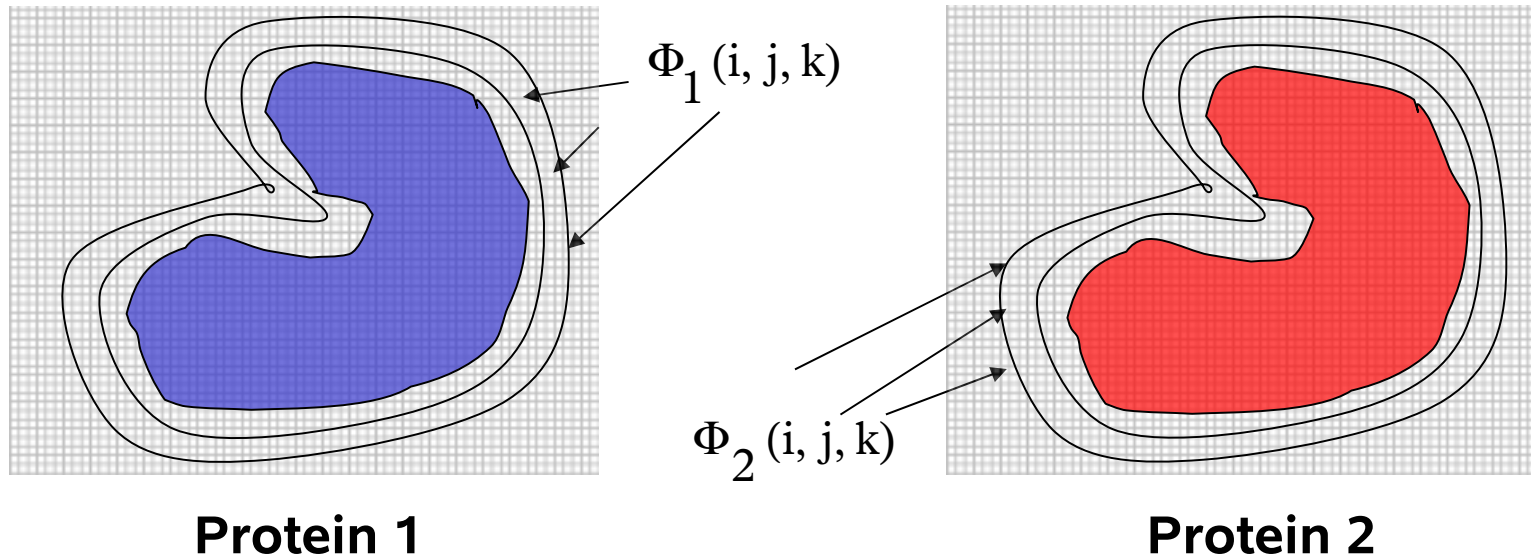 Φ1 (i, j, k)
Φ2 (i, j, k)
Protein 1
Protein 2